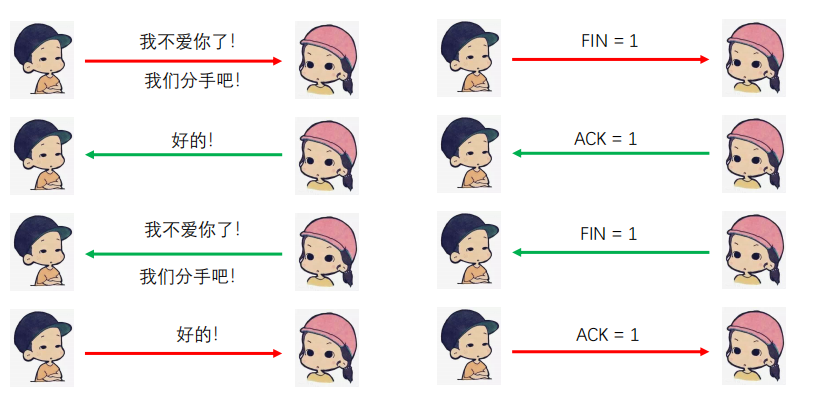 我不爱你了！
我们分手吧！
好的！
我不爱你了！
我们分手吧！
好的！
FIN = 1
ACK = 1
FIN = 1
ACK = 1